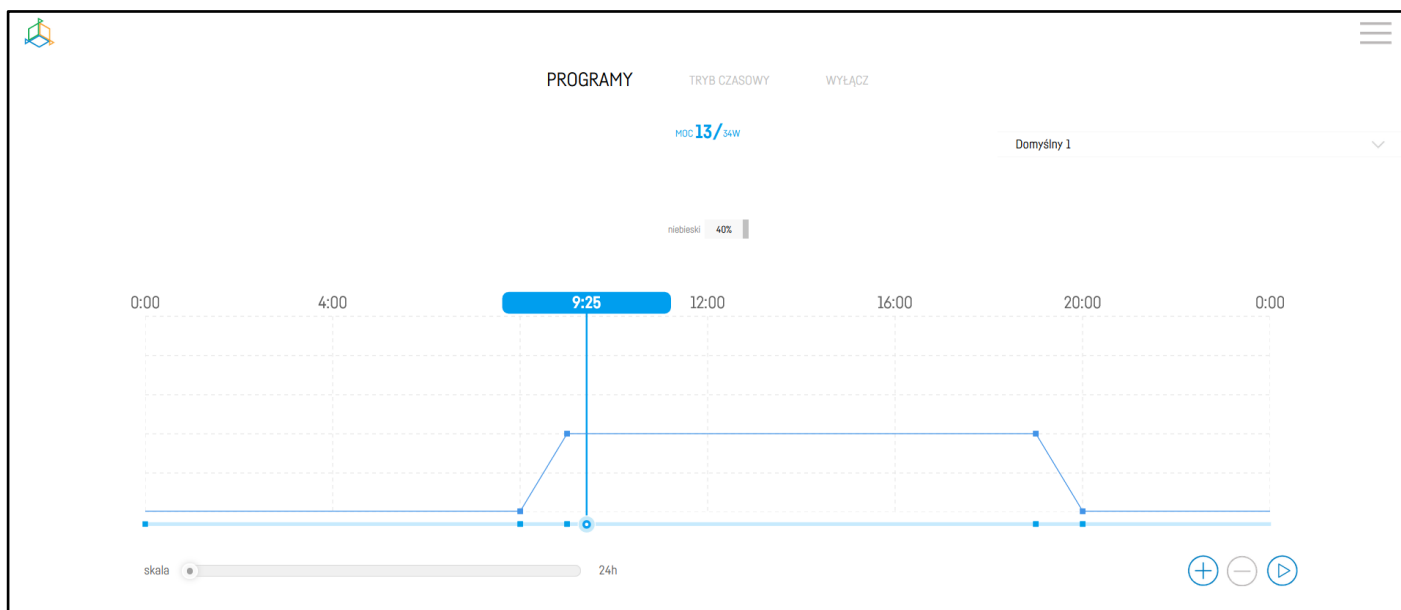 PROGRAMY TRYB CZASOWY WYŁĄCZ
MOC 13/34W
Domyślny 1
niebieski 40%
0:00 4:00 9:25 12:00 16:00 20:00 0:00
skala 24h